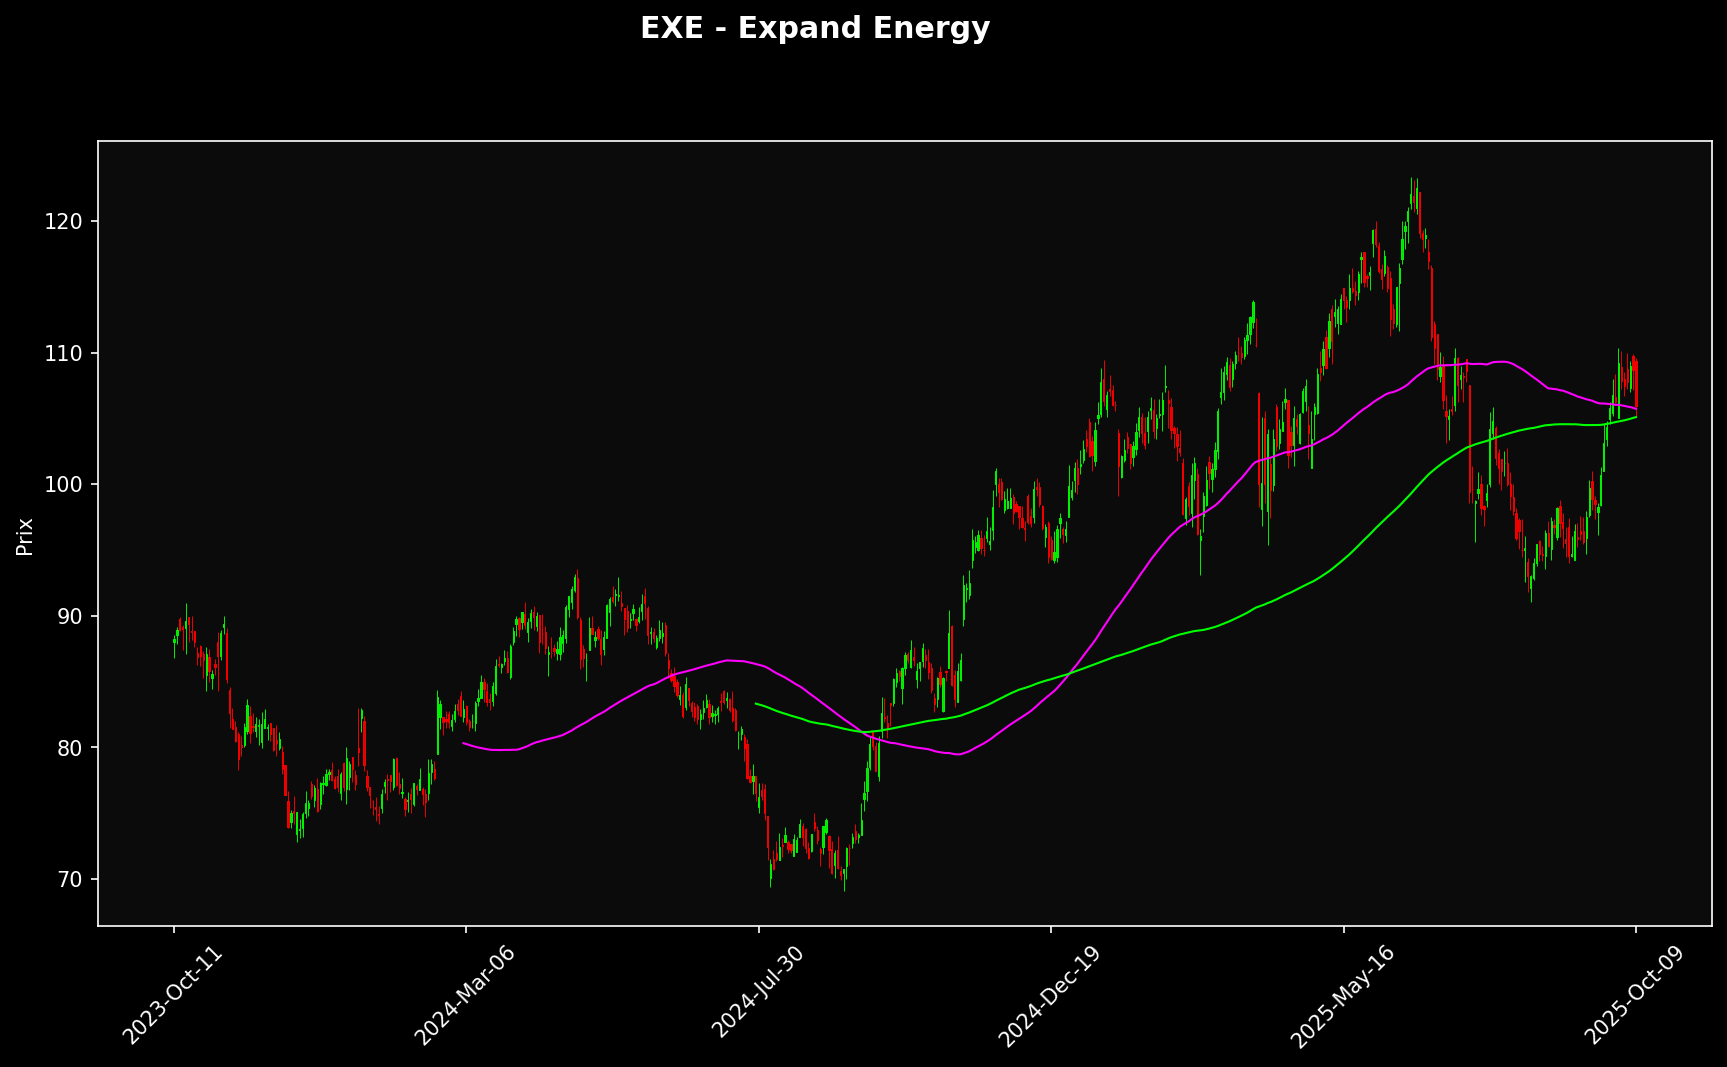 EXE - Expand Energy
Prix
120
110
100
90
80
70
2023-Oct-11
2024-Mar-06
2024-Jul-30
2024-Dec-19
2025-May-16
2025-Oct-09